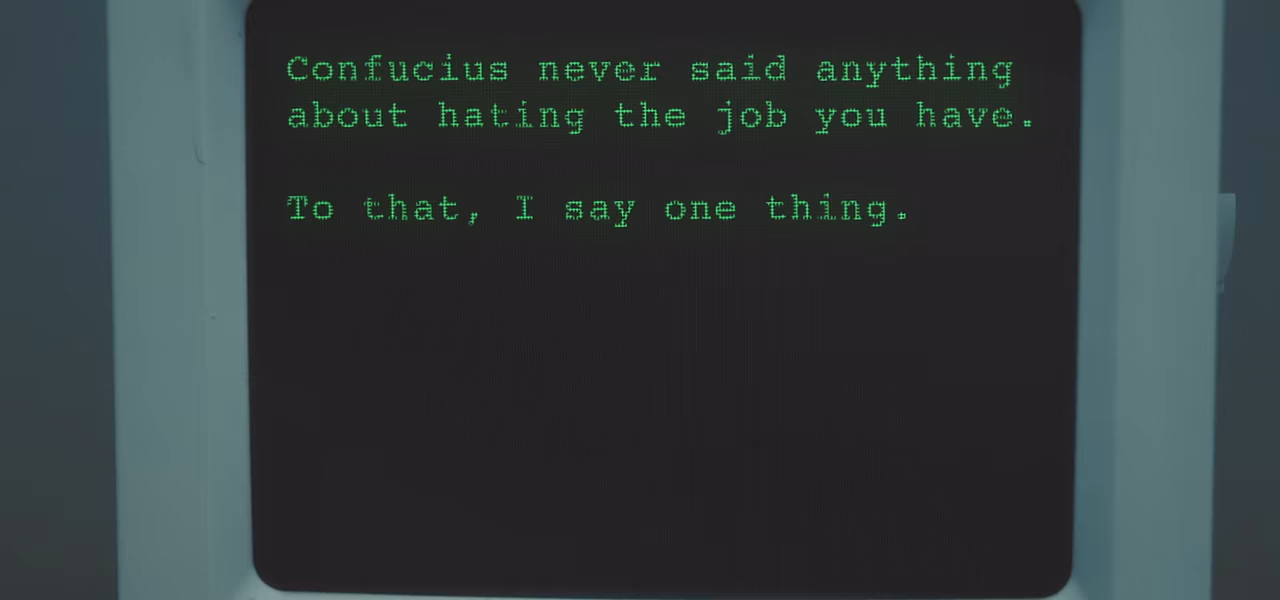 Confucius never said anything
about hating the job you have.
To that, I say one thing.